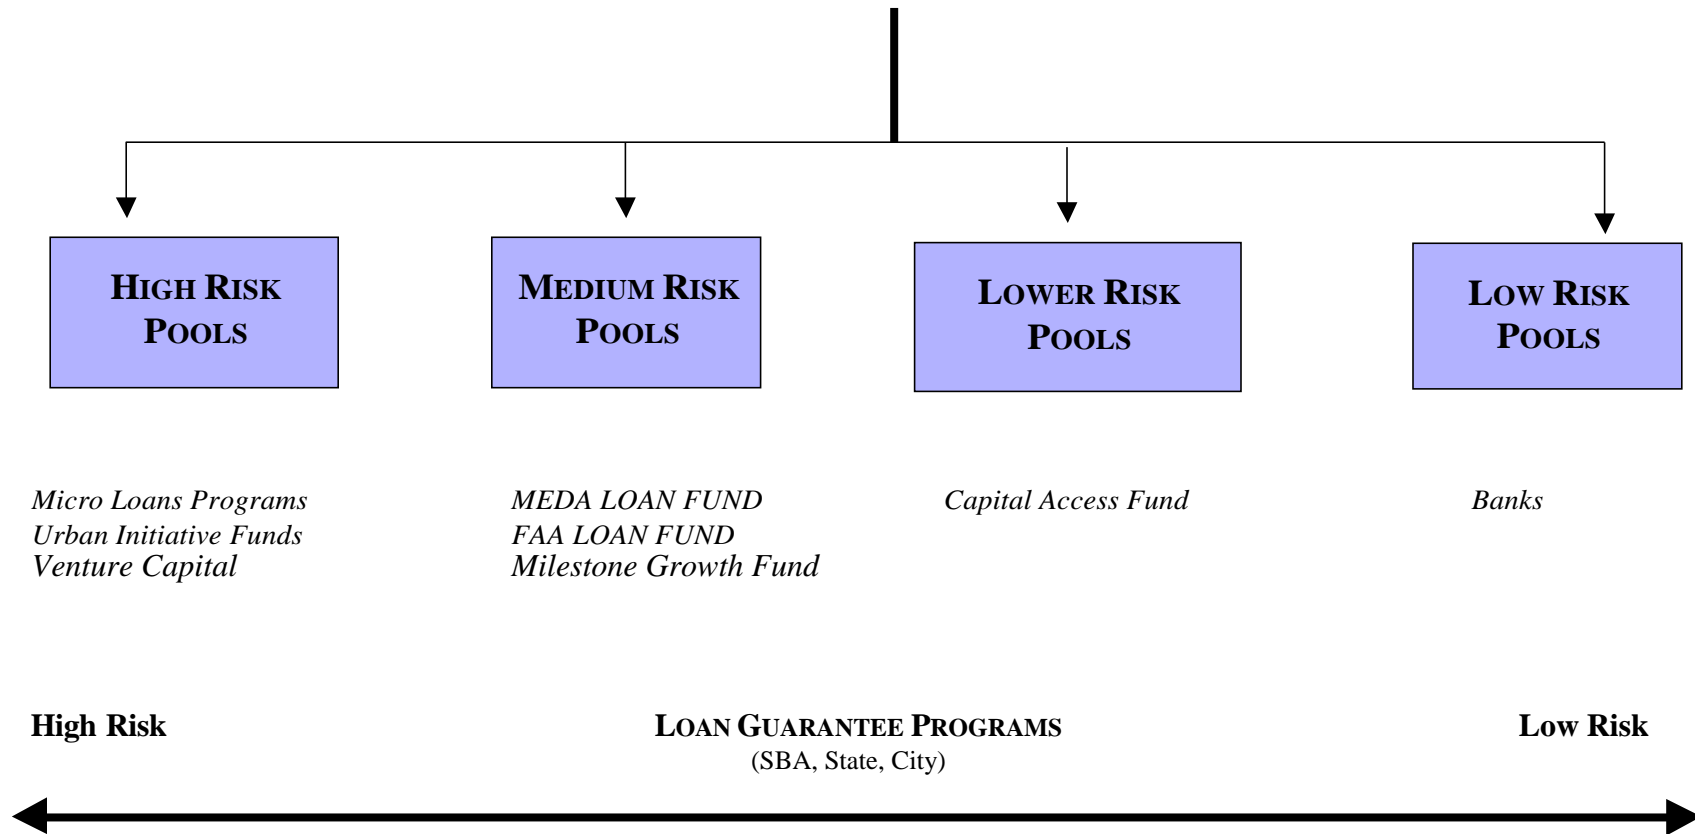 HIGH RISK
POOLS
MEDIUM RISK
POOLS
LOWER RISK
POOLS
LOW RISK
POOLS
Micro Loans Programs
Urban Initiative Funds
Venture Capital
MEDA LOAN FUND
FAA LOAN FUND
Milestone Growth Fund
Capital Access Fund
Banks
High Risk
LOAN GUARANTEE PROGRAMS
(SBA, State, City)
Low Risk